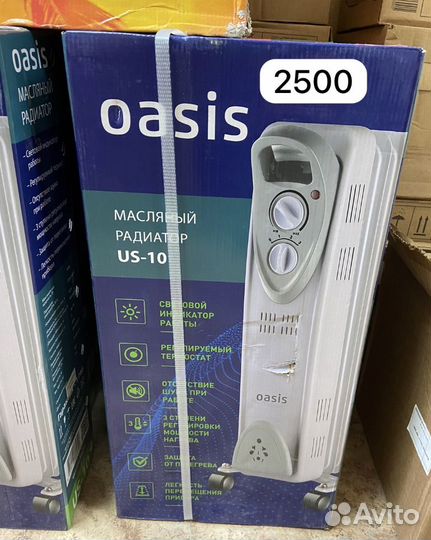 oasis
МАСЛЯНЫЙ
РАДИАТОР
2500
oasis
МАСЛЯНЫЙ
РАДИАТОР
US-10
СВЕТОВОЙ
ИНДИКАТОР
РАБОТЫ
РЕГУЛИРУЕМЫЙ
ТЕРМОСТАТ
ОТСУТСТВИЕ
ШУМА ПРИ
РАБОТЕ
3 СТЕПЕНИ
РЕГУЛИРОВКИ
МОЩНОСТИ
НАГРЕВА
ЗАЩИТА
ОТ ПЕРЕГРЕВА
ЛЕГКОСТЬ
ПЕРЕМЕЩЕНИЯ
ПРИБОРА
oasis
Avito